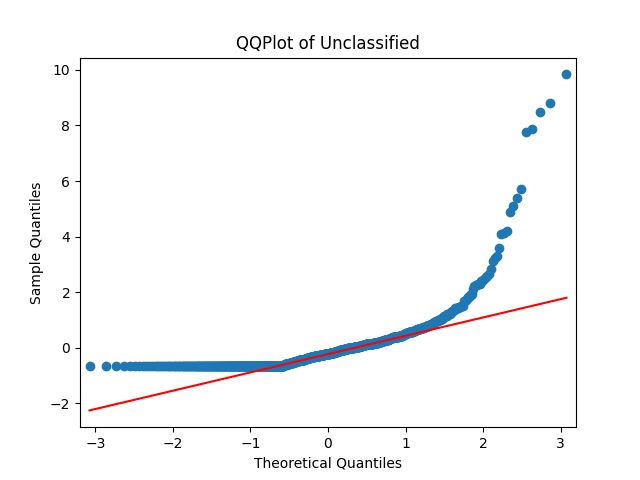 QQPlot of Unclassified
10
8
6
4
2
0
−2
Sample Quantiles
−3 −2 −1 0 1 2 3
Theoretical Quantiles